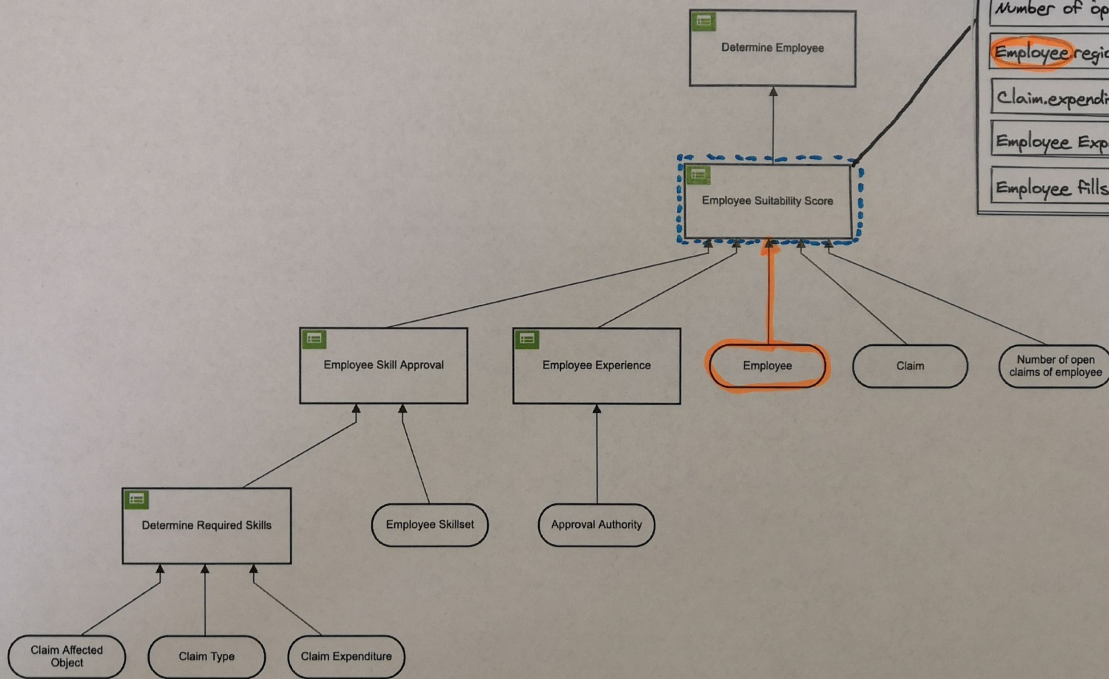 Number of op
Determine Employee
Employee regio
Claim.expendi
Employee Exp
Employee fills
Employee Suitability Score
Employee Skill Approval
Employee Experience
Employee
Claim
Number of open
claims of employee
Determine Required Skills
Employee Skillset
Approval Authority
Claim Affected
Object
Claim Type
Claim Expenditure